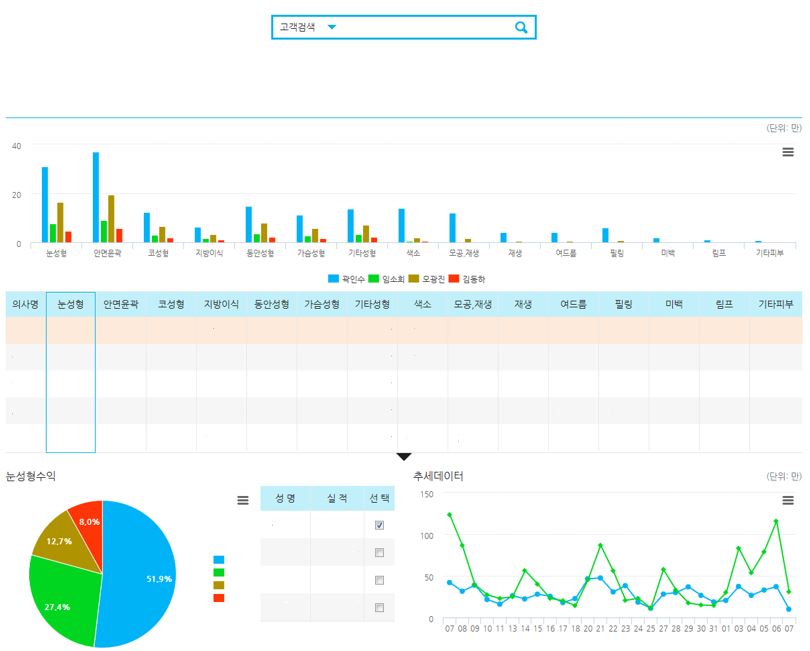 고객검색
(단위: 만)
40
20
0
눈성형 안면윤곽 코성형 지방이식 동안성형 가슴성형 기타성형 색소 모공,재생 재생 여드름 필링 미백 림프 기타피부
곽인수 임소희 오광진 김동하
의사명 눈성형 안면윤곽 코성형 지방이식 동안성형 가슴성형 기타성형 색소 모공,재생 재생 여드름 필링 미백 림프 기타피부
눈성형수익
8,0%
12,7%
51,9%
27,4%
성 명 실 적 선 택
추세데이터 (단위: 만)
150
100
50
0
07 08 09 10 11 13 14 15 16 17 18 20 21 22 23 24 25 27 28 29 30 31 01 03 04 05 06 07